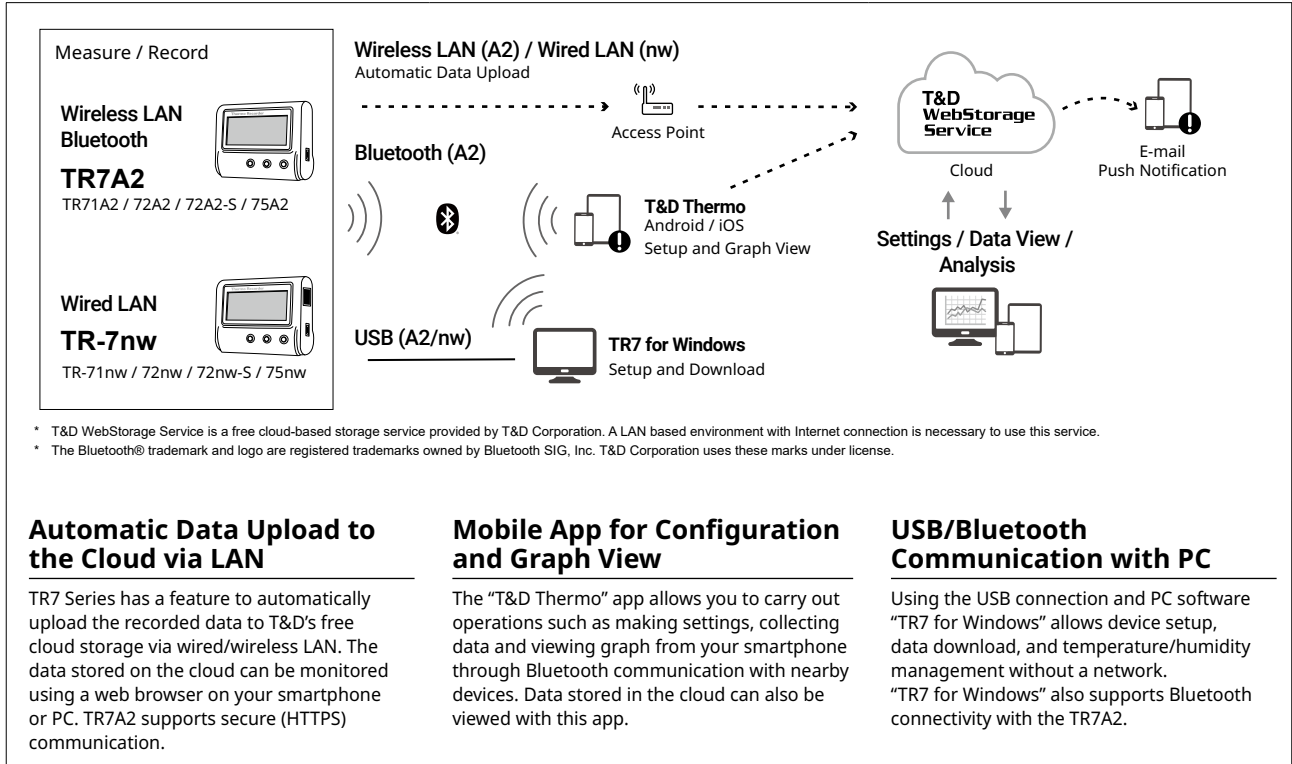 Measure / Record
Wireless LAN
Bluetooth
TR7A2
TR71A2 / 72A2 / 72A2-S / 75A2
Wired LAN
TR-7nw
TR-71nw / 72nw / 72nw-S / 75nw
Wireless LAN (A2) / Wired LAN (nw)
Automatic Data Upload
Access Point
Bluetooth (A2)
T&D Thermo
Android / iOS
Setup and Graph View
USB (A2/nw)
TR7 for Windows
Setup and Download
T&D
WebStorage
Service
Cloud
E-mail
Push Notification
Settings / Data View /
Analysis
* T&D WebStorage Service is a free cloud-based storage service provided by T&D Corporation. A LAN based environment with Internet connection is necessary to use this service.
* The Bluetooth® trademark and logo are registered trademarks owned by Bluetooth SIG, Inc. T&D Corporation uses these marks under license.
Automatic Data Upload to
the Cloud via LAN
TR7 Series has a feature to automatically
upload the recorded data to T&D's free
cloud storage via wired/wireless LAN. The
data stored on the cloud can be monitored
using a web browser on your smartphone
or PC. TR7A2 supports secure (HTTPS)
communication.
Mobile App for Configuration
and Graph View
The “T&D Thermo” app allows you to carry out
operations such as making settings, collecting
data and viewing graph from your smartphone
through Bluetooth communication with nearby
devices. Data stored in the cloud can also be
viewed with this app.
USB/Bluetooth
Communication with PC
Using the USB connection and PC software
“TR7 for Windows” allows device setup,
data download, and temperature/humidity
management without a network.
“TR7 for Windows” also supports Bluetooth
connectivity with the TR7A2.